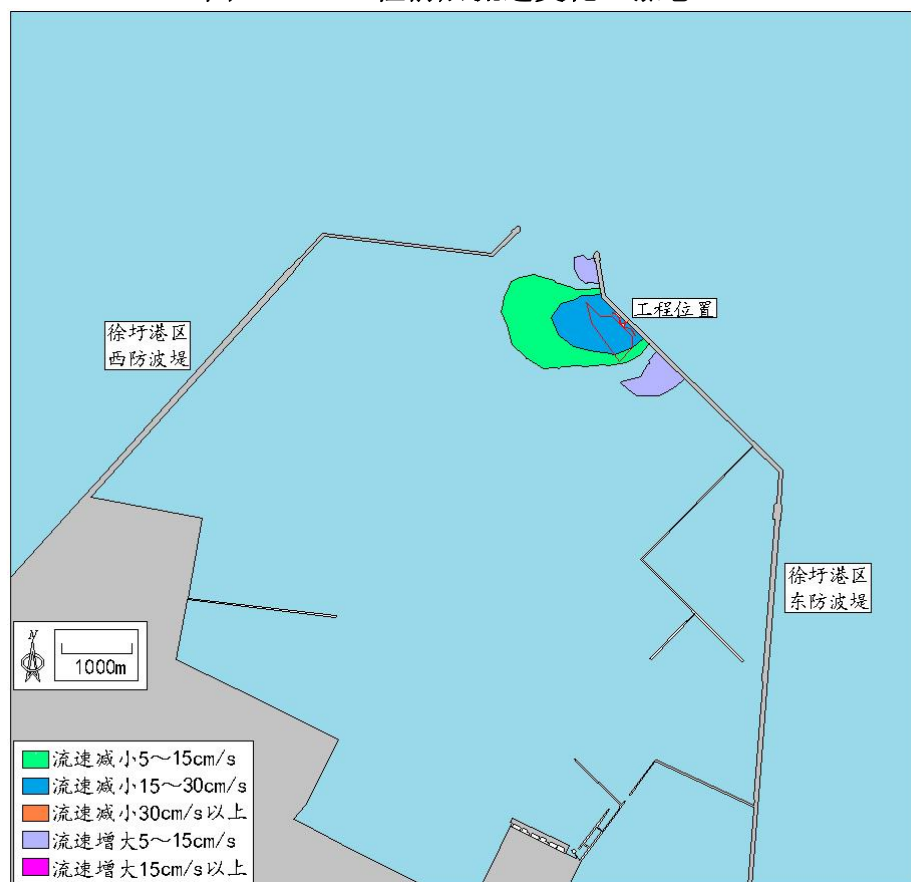 工程位置
徐圩港区
西防波堤
徐圩港区
东防波堤
N
1000m
流速减小5～15cm/s
流速减小15～30cm/s
流速减小30cm/s以上
流速增大5～15cm/s
流速增大15cm/s以上